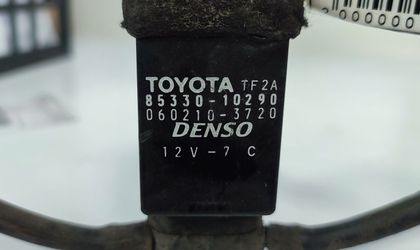 TOYOTA TF2A
85330-10290
060210-3720
DENSO
12V-7 C